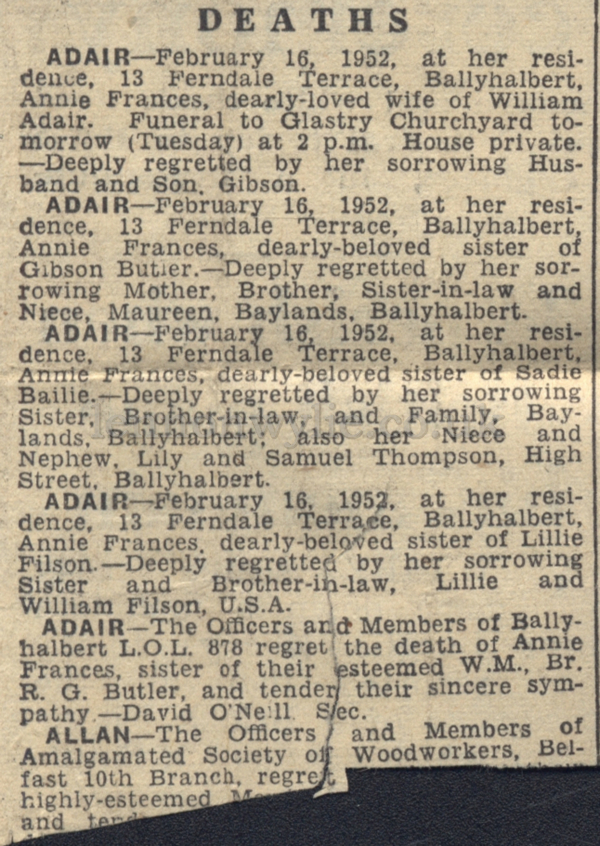 DEATHS
ADAIR—February 16, 1952, at her resi-
dence, 13 Ferndale Terrace, Ballyhalbert,
Annie Frances, dearly-loved wife of William
Adair. Funeral to Glastry Churchyard to-
morrow (Tuesday) at 2 p.m. House private.
—Deeply regretted by her sorrowing Hus-
band and Son, Gibson.
ADAIR—February 16, 1952, at her resi-
dence, 13 Ferndale Terrace, Ballyhalbert,
Annie Frances, dearly-beloved sister of
Gibson Butler.—Deeply regretted by her sor-
rowing Mother, Brother, Sister-in-law and
Niece, Maureen, Baylands, Ballyhalbert.
ADAIR—February 16, 1952, at her resi-
dence, 13 Ferndale Terrace, Ballyhalbert,
Annie Frances, dearly-beloved sister of Sadie
Bailie.—Deeply regretted by her sorrowing
Sister, Brother-in-law, and Family, Bay-
lands, Ballyhalbert; also her Niece and
Nephew, Lily and Samuel Thompson, High
Street, Ballyhalbert.
ADAIR—February 16, 1952, at her resi-
dence, 13 Ferndale Terrace, Ballyhalbert,
Annie Frances, dearly-beloved sister of Lillie
Filson.—Deeply regretted by her sorrowing
Sister and Brother-in-law, Lillie and
William Filson, U.S.A.
ADAIR—The Officers and Members of Bally-
halbert L.O.L. 878 regret the death of Annie
Frances, sister of their esteemed W.M., Br.
R. G. Butler, and tender their sincere sym-
pathy.—David O'Neill, Sec.
ALLAN—The Officers and Members of
Amalgamated Society of Woodworkers, Bel-
fast 10th Branch, regret
highly-esteemed
and